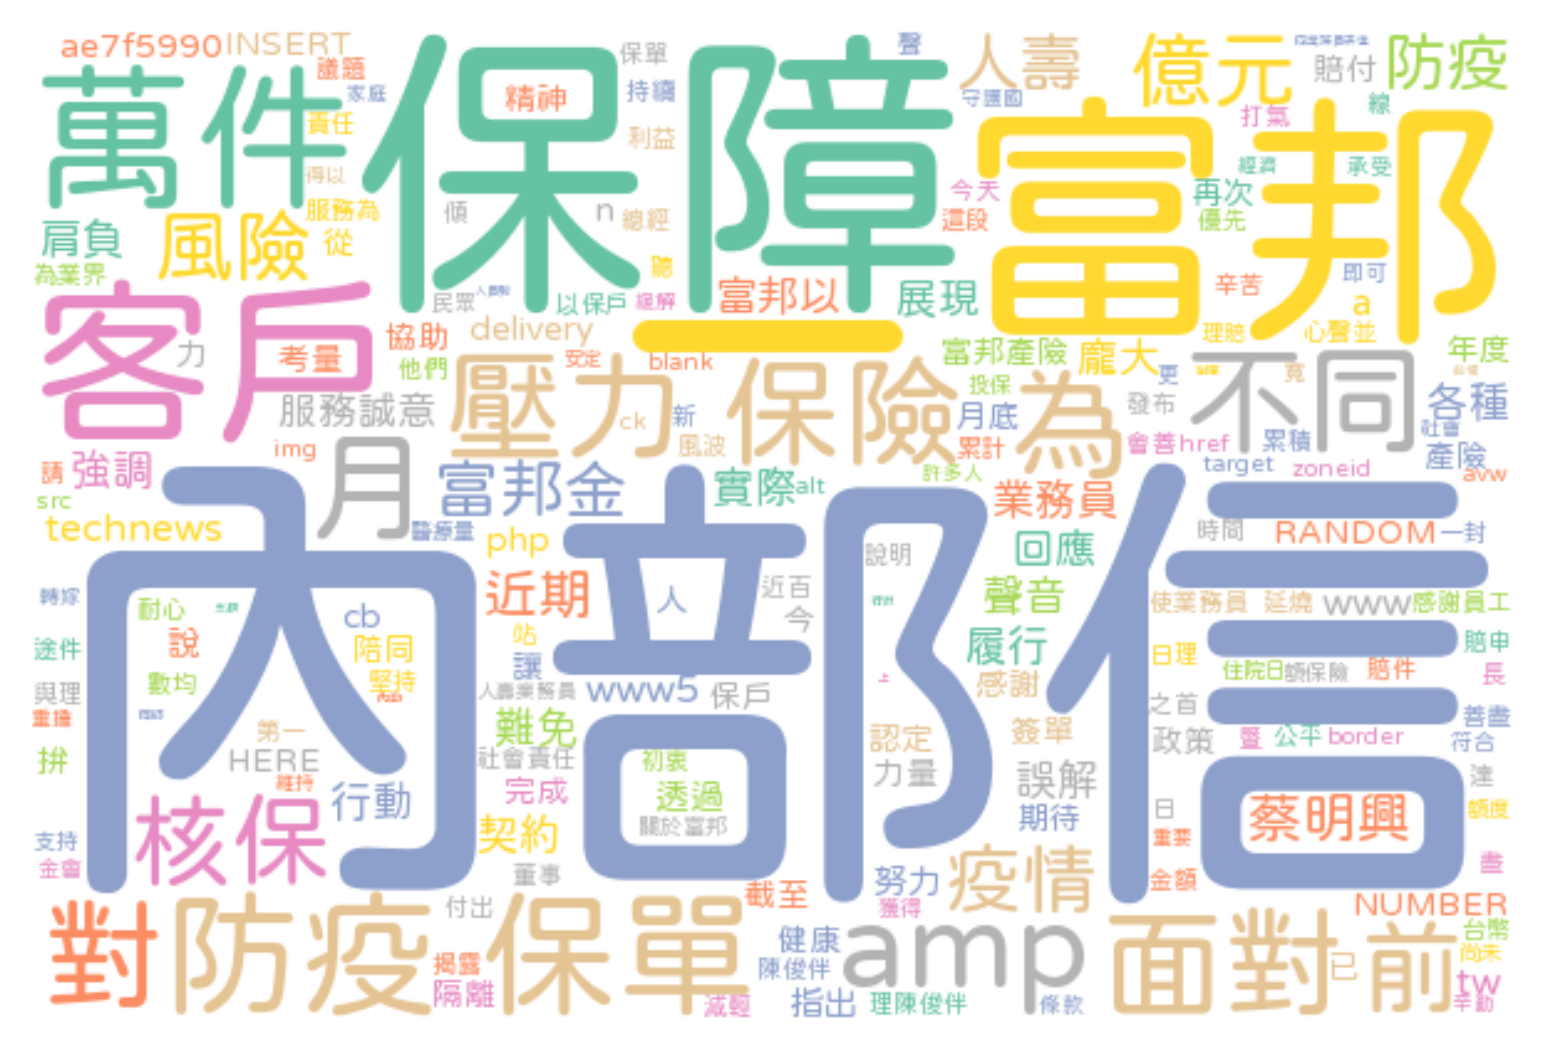 ae7f5990 INSERT
議題
家庭
萬件
責任
得以
服務為
肩負
風險
從
為業界
保障
精神
保單
持續
利益
傾
n
總經
聽
民眾
以保戶
緩解
聲
人壽
守護國
億元
賠付
防疫
線
打氣
富邦
今天
這段
經濟
承受
再次
優先
辛苦
即可
a
理賠
心聲並
富邦以
展現
一
客戶
力
考量
協助
他們
delivery
安定
blank
富邦產險
龐大
更
寬
年度
服務誠意
壓力
ck
新
風波
保險
投保
月底
累計
為
發布
會善
href
不同
累積
各種
社會
產險
img
月
請
強調
src
technews
醫療量
富邦金
實際
alt
許多人
業務員
target
zoneid
avw
php
近期
回應
時間
RANDOM
一封
內部信
轉嫁
耐心
cb
說
陪同
堅持
途件
數均
與理
重擔
第一
HERE
維持
拚
行動
核保
支持
金會
人
近百
今
站
讓
人壽業務員
www5
保戶
難免
社會責任
完成
初衷
透過
關於富邦
契約
董事
說明
聲音
履行
感謝
上
認定
力量
簽單
誤解
期待
使業務員
延燒
www
感謝員工
日理
賠申
住院日
額保險
賠件
長
之首
善盡
政策
暨
公平
border
符合
達
日
蔡明興
額度
重要
盡
金額
努力
獲得
疫情
NUMBER
對
防疫
保單
付出
揭露
隔離
截至
減輕
健康
陳俊伴
指出
amp
理陳俊伴
條款
面對
已
前
台幣
尚未
tw
辛勤